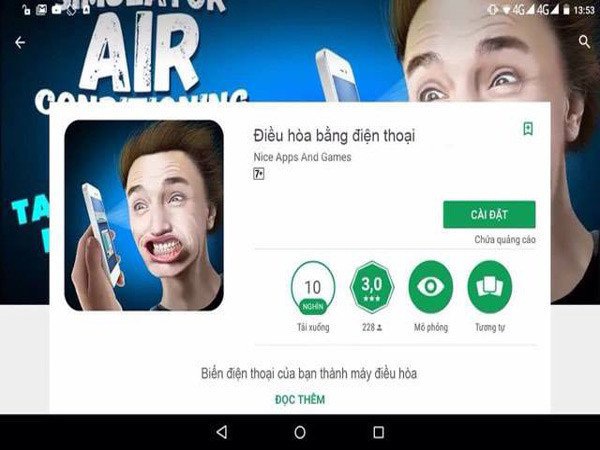 4G 4G 13:53
SIMULATOR
AIR
CONDITIONING
TA
Điều hòa bằng điện thoại
Nice Apps And Games
7+
CÀI ĐẶT
Chứa quảng cáo
10
NGHÌN
Tải xuống
3,0
228
Mô phỏng
Tương tự
Biến điện thoại của bạn thành máy điều hòa
ĐỌC THÊM